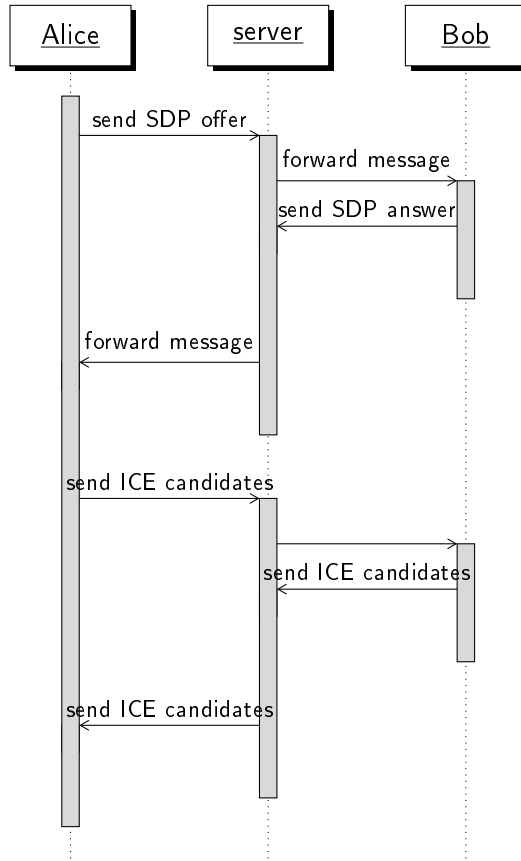 Alice
server
Bob
send SDP offer
forward message
send SDP answer
forward message
send ICE candidates
send ICE candidates
send ICE candidates